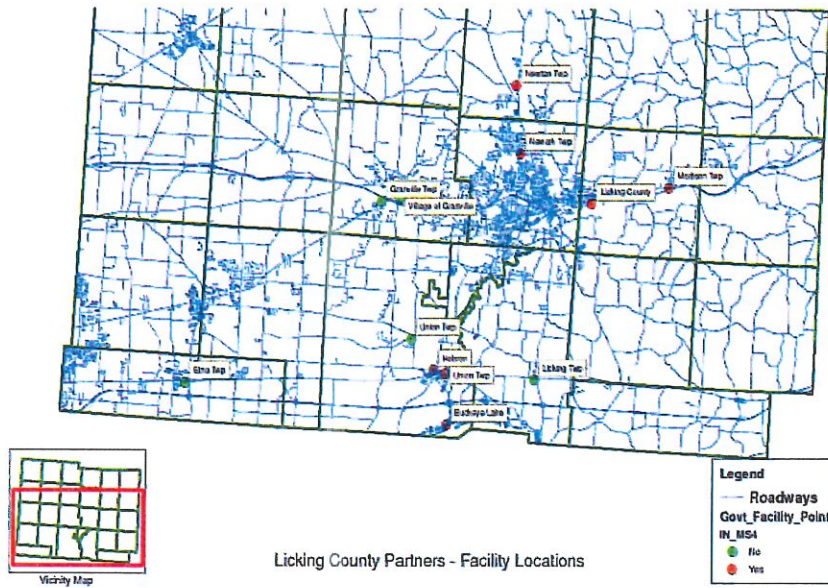 Newton Twp
Newark Twp
Madison Twp
Granville Twp
Licking County
Village of Granville
Union Twp
Hebron
Etna Twp
Union Twp
Licking Twp
Buckeye Lake
Legend
Roadways
Govt_Facility_Point
IN_MS4
No
Yes
Licking County Partners - Facility Locations
Vicinity Map